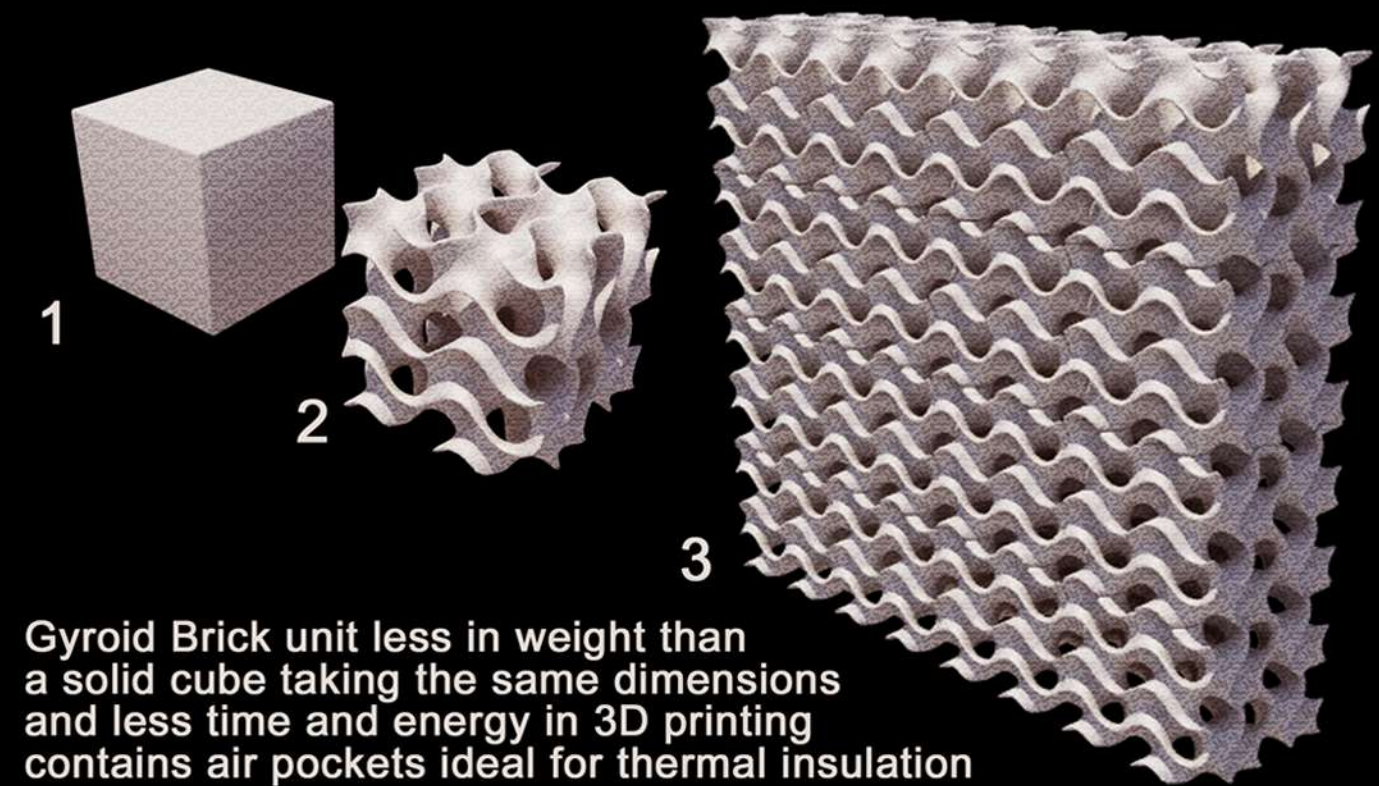 1
2
3
Gyroid Brick unit less in weight than
a solid cube taking the same dimensions
and less time and energy in 3D printing
contains air pockets ideal for thermal insulation